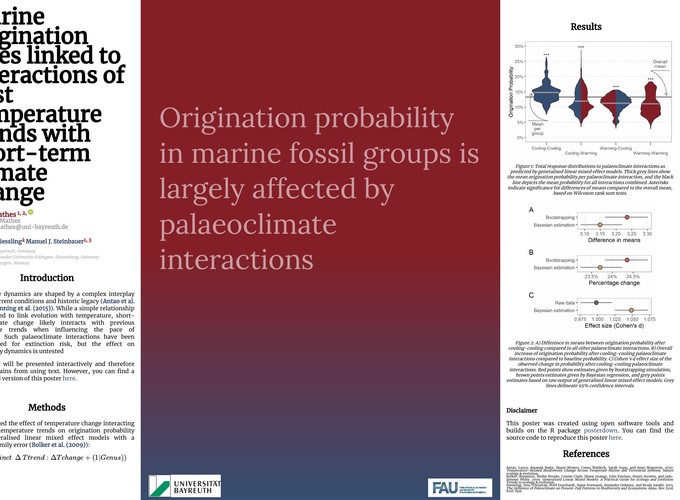 arine
gination
es linked to
eractions of
st
mperature
nds with
ort-term
mate
ange
athes 1, 2,
Mathes
athes@uni-bayreuth.de
iessling² Manuel J. Steinbauer¹, ³
Introduction
e dynamics are shaped by a complex interplay
rrent conditions and historic legacy (Antao et al.
nning et al. (2015)). While a simple relationship
ed to link evolution with temperature, short-
ate change likely interacts with previous
e trends when influencing the pace of
. Such palaeoclimate interactions have been
ed for extinction risk, but the effect on
y dynamics is untested
will be presented interactively and therefore
ains from using text. However, you can find a
l version of this poster here.
Methods
ed the effect of temperature change interacting
temperature trends on origination probability
eralised linear mixed effect models with a
mily error (Bolker et al. (2009)):
inct ΔTtrend : ΔTchange + (1|Genus))
Origination probability
in marine fossil groups is
largely affected by
palaeoclimate
interactions
UNIVERSITÄT
BAYREUTH
FAU
Results
Origination Probability
30%
25%
20%
15%
10%
5%
0%
***
***
***
***
Overall
mean
Mean
per
group
Cooling-Cooling
Cooling-Warming
Warming-Cooling
Warming-Warming
Figure 1: Total response distributions to palaeoclimate interactions as
predicted by generalised linear mixed effect models. Thick grey lines show
the mean origination probability per palaeoclimate interaction, and the black
line depicts the mean probability for all interactions combined. Asterisks
indicate significance for differences of means compared to the overall mean,
based on Wilcoxon rank sum tests.
A
Bootstrapping
Bayesian estimation
3.10 3.15 3.20 3.25 3.30
Difference in means
B
Bootstrapping
Bayesian estimation
23.5% 24% 24.5%
Percentage change
C
Raw data
Bayesian estimation
0.975 1.000 1.025 1.050 1.075
Effect size (Cohen's d)
Figure 2: A) Difference in means between origination probability after
cooling-cooling compared to all other palaeoclimate interactions. B) Overall
increase of origination probability after cooling-cooling palaeoclimate
interactions compared to baseline probability. C) Cohen's d effect size of the
observed change in origination probability after cooling-cooling palaeoclimate
interactions. Red points show estimates given by bootstrapping simulation,
brown points estimates given by Bayesian regression, and grey points
estimates based on raw output of generalised linear mixed effect models. Grey
lines delineate 95% confidence intervals.
Disclaimer
This poster was created using open software tools and
builds on the R package posterdown. You can find the
source code to reproduce this poster here.
References